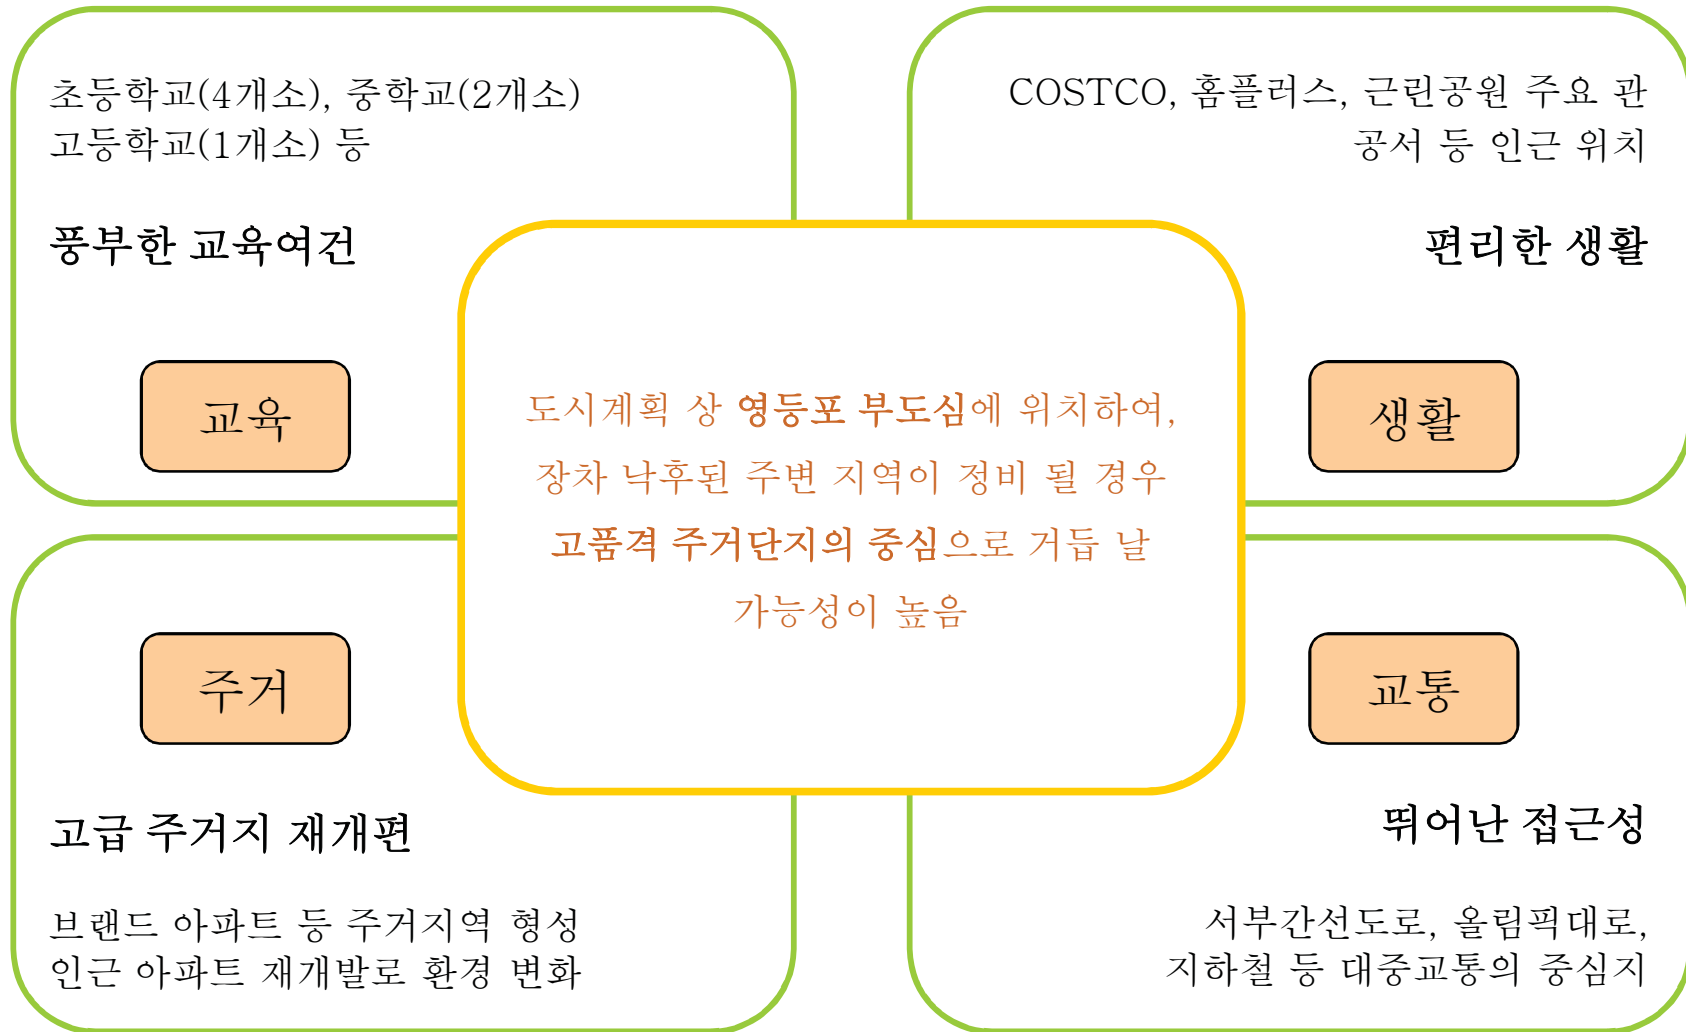 초등학교(4개소), 중학교(2개소)
고등학교(1개소) 등
풍부한 교육여건
교육
COSTCO, 홈플러스, 근린공원 주요 관
공서 등 인근 위치
편리한 생활
생활
도시계획 상 영등포 부도심에 위치하여,
장차 낙후된 주변 지역이 정비 될 경우
고품격 주거단지의 중심으로 거듭 날
가능성이 높음
주거
고급 주거지 재개편
브랜드 아파트 등 주거지역 형성
인근 아파트 재개발로 환경 변화
교통
뛰어난 접근성
서부간선도로, 올림픽대로,
지하철 등 대중교통의 중심지